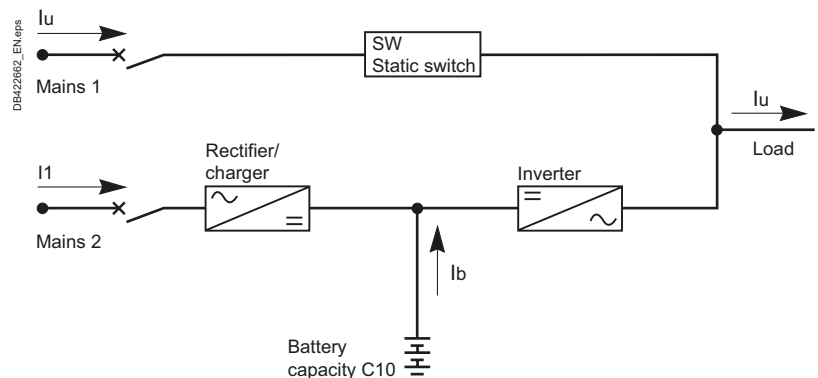 DB422662_EN.eps
Iu
Mains 1
SW
Static switch
Iu
Load
I1
Mains 2
Rectifier/
charger
Inverter
Ib
Battery
capacity C10